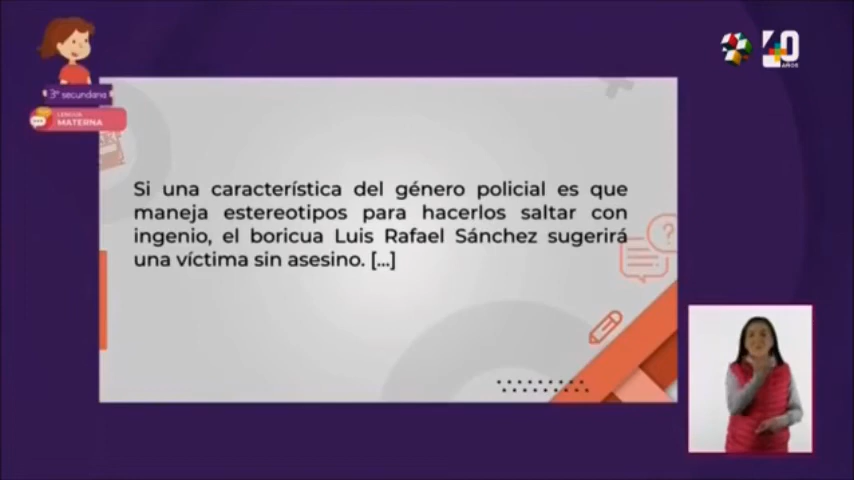 3° secundaria
LENGUA
MATERNA
40
AÑOS
Si una característica del género policial es que
maneja estereotipos para hacerlos saltar con
ingenio, el boricua Luis Rafael Sánchez sugerirá
una víctima sin asesino. [...]
?